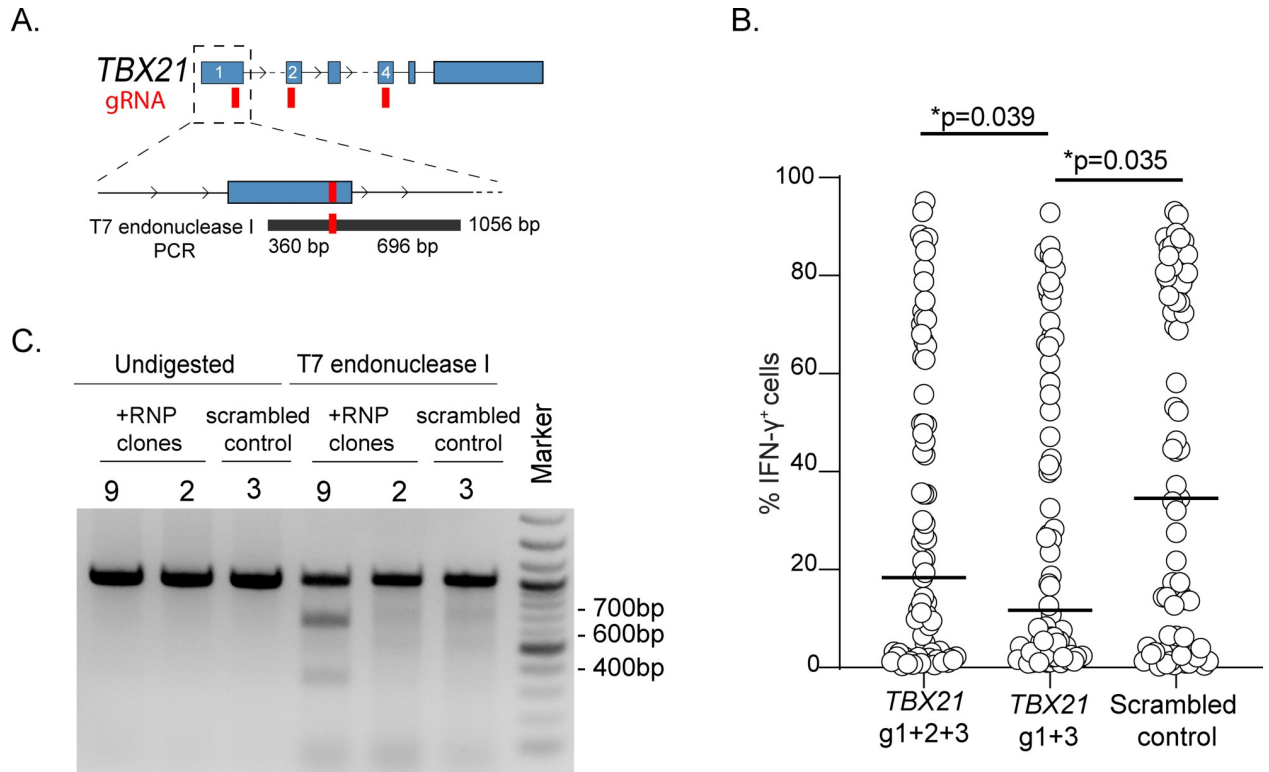 A.
TBX21
1
2
4
gRNA
T7 endonuclease I
PCR
360 bp
696 bp
1056 bp
B.
*p=0.039
*p=0.035
% IFN-γ⁺ cells
100
80
60
40
20
0
TBX21
g1+2+3
TBX21
g1+3
Scrambled
control
C.
Undigested
T7 endonuclease I
+RNP
clones
scrambled
control
+RNP
clones
scrambled
control
Marker
9
2
3
9
2
3
- 700bp
- 600bp
- 400bp